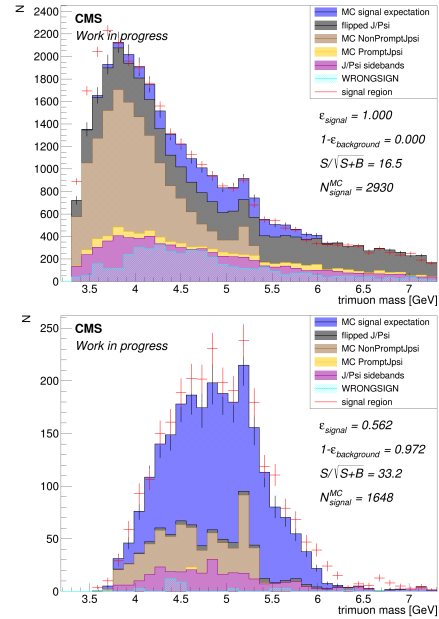 N
CMS
Work in progress
MC signal expectation
flipped J/Psi
MC NonPromptJpsi
MC PromptJpsi
J/Psi sidebands
WRONGSIGN
signal region
εsignal = 1.000
1-εbackground = 0.000
S/√S+B = 16.5
N^MC_signal = 2930
2400
2200
2000
1800
1600
1400
1200
1000
800
600
400
200
0
3.5 4 4.5 5 5.5 6 6.5 7
trimuon mass [GeV]
N
CMS
Work in progress
MC signal expectation
flipped J/Psi
MC NonPromptJpsi
MC PromptJpsi
J/Psi sidebands
WRONGSIGN
signal region
εsignal = 0.562
1-εbackground = 0.972
S/√S+B = 33.2
N^MC_signal = 1648
250
200
150
100
50
0
3.5 4 4.5 5 5.5 6 6.5 7
trimuon mass [GeV]